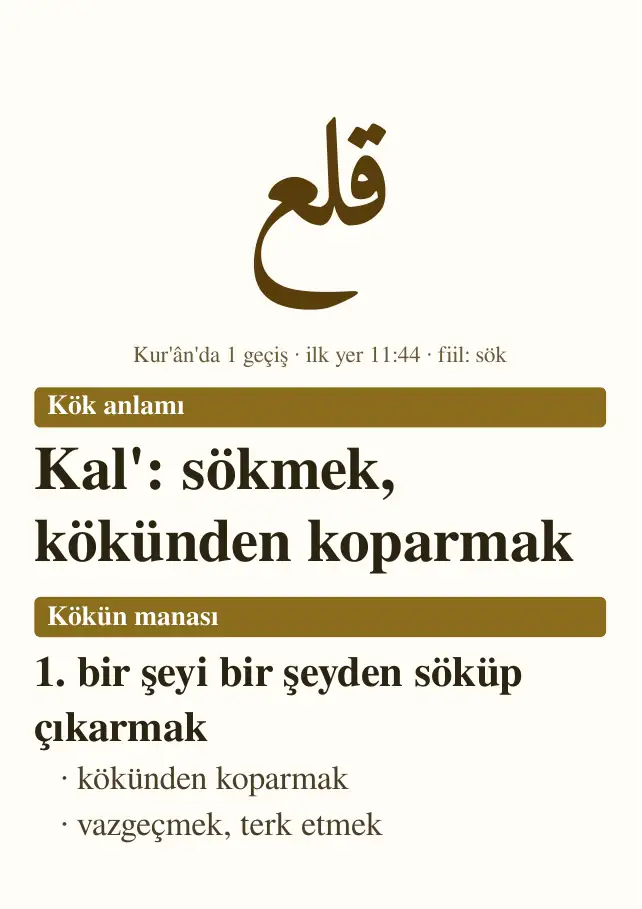 قلع
Kur'ân'da 1 geçiş · ilk yer 11:44 · fiil: sök
Kök anlamı
Kal': sökmek,
kökünden koparmak
Kökün manası
1. bir şeyi bir şeyden söküp
çıkarmak
· kökünden koparmak
· vazgeçmek, terk etmek